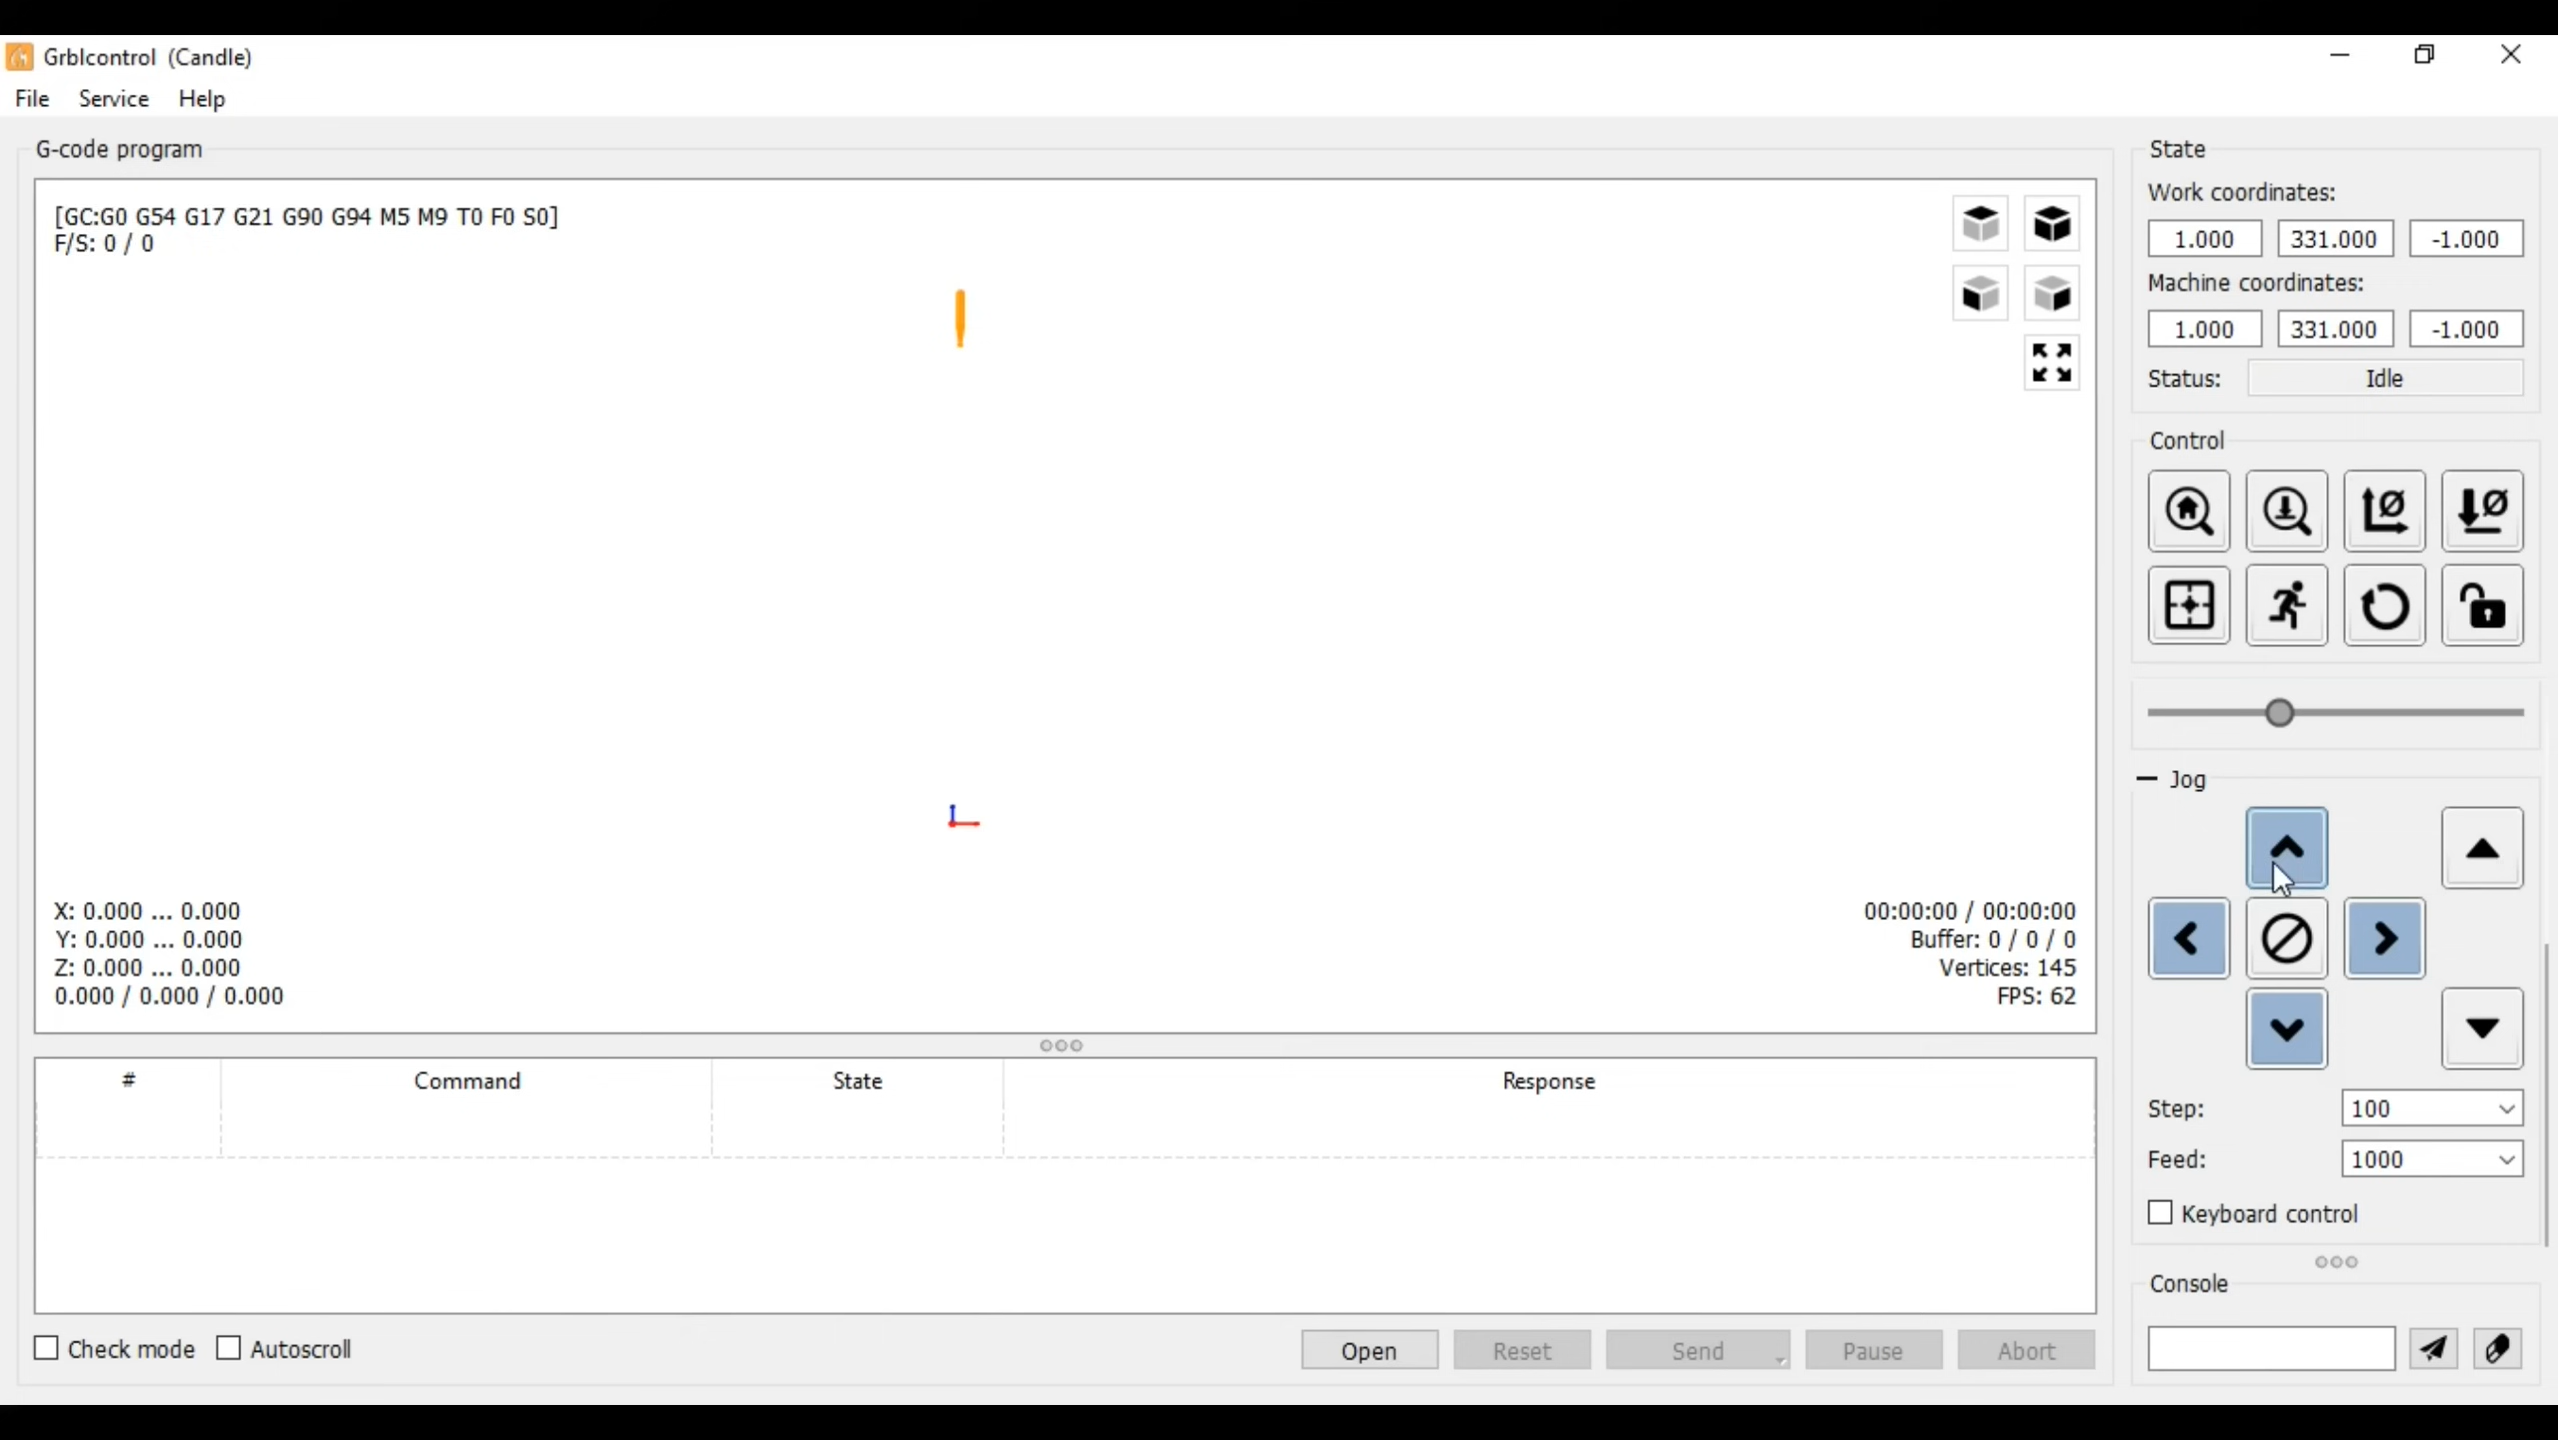 Grblcontrol (Candle)
File Service Help
G-code program
[GC:G0 G54 G17 G21 G90 G94 M5 M9 T0 F0 S0]
F/S: 0 / 0
X: 0.000 ... 0.000
Y: 0.000 ... 0.000
Z: 0.000 ... 0.000
0.000 / 0.000 / 0.000
00:00:00 / 00:00:00
Buffer: 0 / 0 / 0
Vertices: 145
FPS: 62
# Command State Response
Check mode Autoscroll Open Reset Send Pause Abort
State
Work coordinates:
1.000 331.000 -1.000
Machine coordinates:
1.000 331.000 -1.000
Status: Idle
Control
Jog
Step: 100
Feed: 1000
Keyboard control
Console